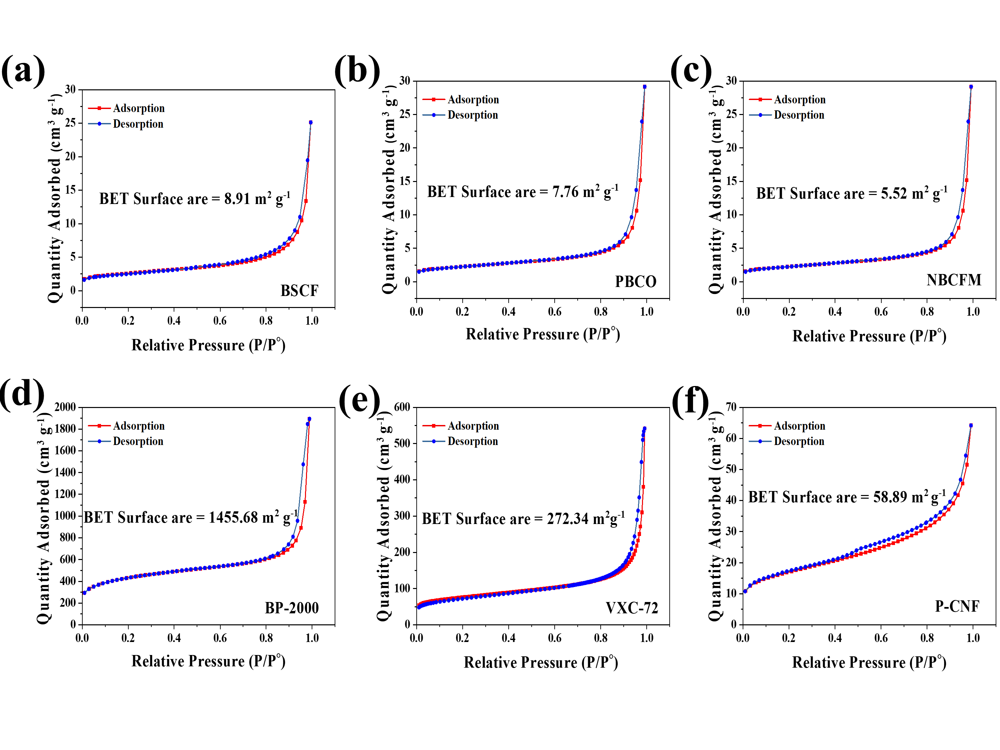 (a)
30
25
20
15
10
5
0
Quantity Adsorbed (cm³ g⁻¹)
Adsorption
Desorption
BET Surface are = 8.91 m² g⁻¹
BSCF
0.0 0.2 0.4 0.6 0.8 1.0
Relative Pressure (P/P°)
(b)
30
25
20
15
10
5
0
Quantity Adsorbed (cm³ g⁻¹)
Adsorption
Desorption
BET Surface are = 7.76 m² g⁻¹
PBCO
0.0 0.2 0.4 0.6 0.8 1.0
Relative Pressure (P/P°)
(c)
30
25
20
15
10
5
0
Quantity Adsorbed (cm³ g⁻¹)
Adsorption
Desorption
BET Surface are = 5.52 m² g⁻¹
NBCFM
0.0 0.2 0.4 0.6 0.8 1.0
Relative Pressure (P/P°)
(d)
2000
1800
1600
1400
1200
1000
800
600
400
200
0
Quantity Adsorbed (cm³ g⁻¹)
Adsorption
Desorption
BET Surface are = 1455.68 m² g⁻¹
BP-2000
0.0 0.2 0.4 0.6 0.8 1.0
Relative Pressure (P/P°)
(e)
600
500
400
300
200
100
0
Quantity Adsorbed (cm³ g⁻¹)
Adsorption
Desorption
BET Surface are = 272.34 m²g⁻¹
VXC-72
0.0 0.2 0.4 0.6 0.8 1.0
Relative Pressure (P/P°)
(f)
70
60
50
40
30
20
10
0
Quantity Adsorbed (cm³ g⁻¹)
Adsorption
Desorption
BET Surface are = 58.89 m² g⁻¹
P-CNF
0.0 0.2 0.4 0.6 0.8 1.0
Relative Pressure (P/P°)